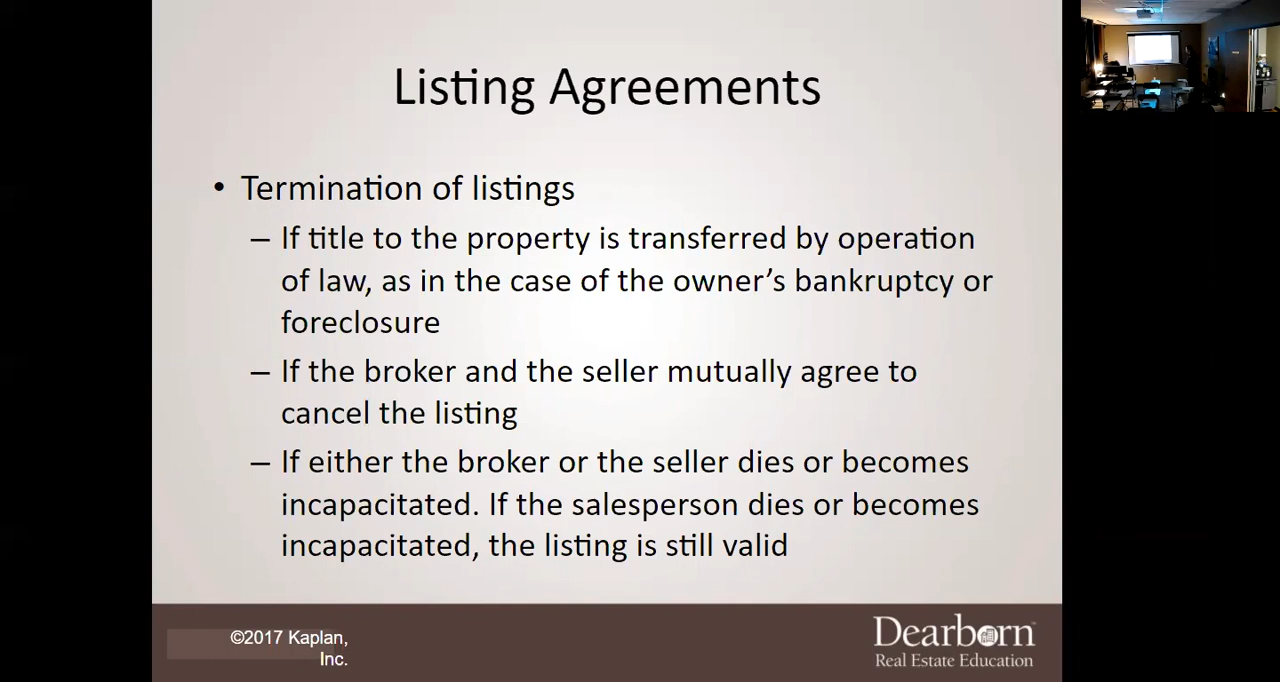 Listing Agreements
• Termination of listings
– If title to the property is transferred by operation
of law, as in the case of the owner’s bankruptcy or
foreclosure
– If the broker and the seller mutually agree to
cancel the listing
– If either the broker or the seller dies or becomes
incapacitated. If the salesperson dies or becomes
incapacitated, the listing is still valid
©2017 Kaplan,
Inc.
Dearborn™
Real Estate Education